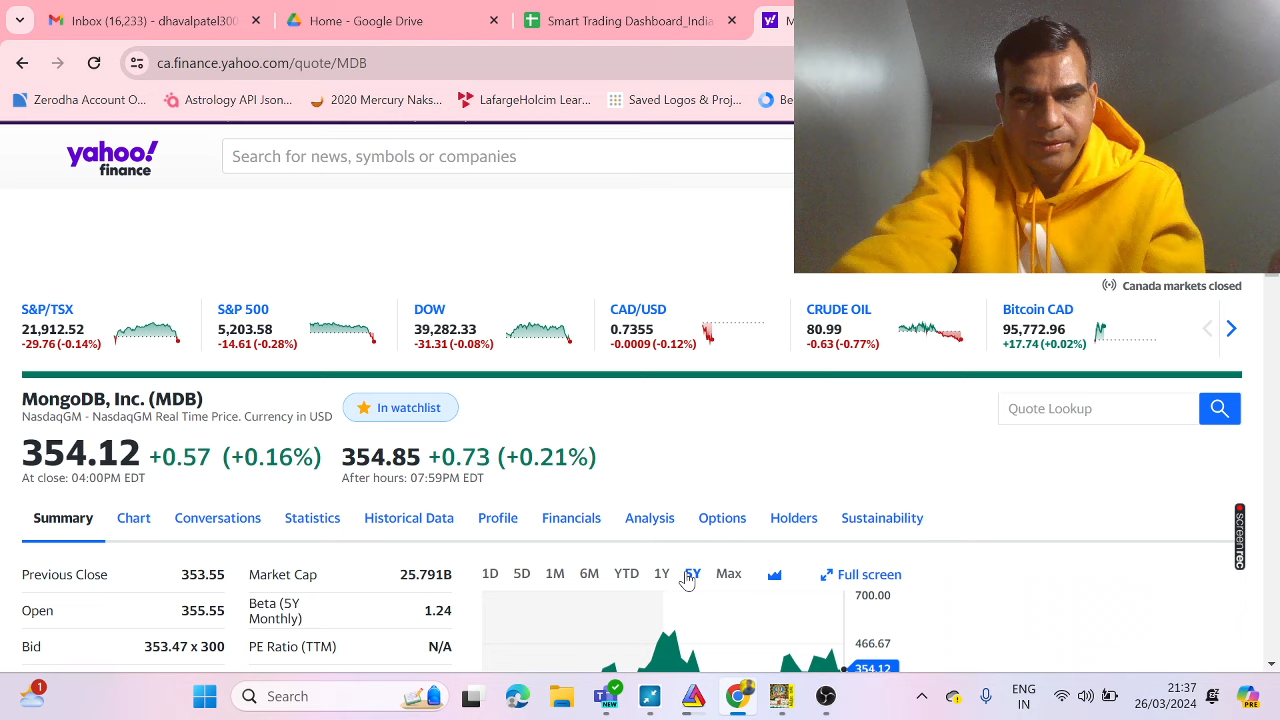 Home -
Daily Stocks Dashboard_India -
ca.finance.yahoo.com/quote/MDB
Zerodha Account O... Astrology API - 10... 2020 Mercury Naks... LafargeHolcim Lear... Saved Logos & Proj... Be
yahoo!
finance
Search for news, symbols or companies
Canada markets closed
S&P/TSX
21,912.52
-29.76 (-0.14%)
S&P 500
5,203.58
-14.61 (-0.28%)
DOW
39,282.33
-31.31 (-0.08%)
CAD/USD
0.7355
-0.0009 (-0.12%)
CRUDE OIL
80.99
-0.63 (-0.77%)
Bitcoin CAD
95,772.96
+17.74 (+0.02%)
MongoDB, Inc. (MDB)
NasdaqGM - NasdaqGM Real Time Price. Currency in USD
In watchlist
Quote Lookup
354.12 +0.57 (+0.16%) 354.85 +0.73 (+0.21%)
At close: 04:00PM EDT After hours: 07:59PM EDT
Summary Chart Conversations Statistics Historical Data Profile Financials Analysis Options Holders Sustainability
screenrec
Previous Close 353.55
Open 355.55
Bid 353.47 x 300
Market Cap 25.791B
Beta (5Y
Monthly) 1.24
PE Ratio (TTM) N/A
1D 5D 1M 6M YTD 1Y 5Y Max Full screen
700.00
466.67
354.12
1 Search NEW ENG
IN 21:37
26/03/2024 PRE